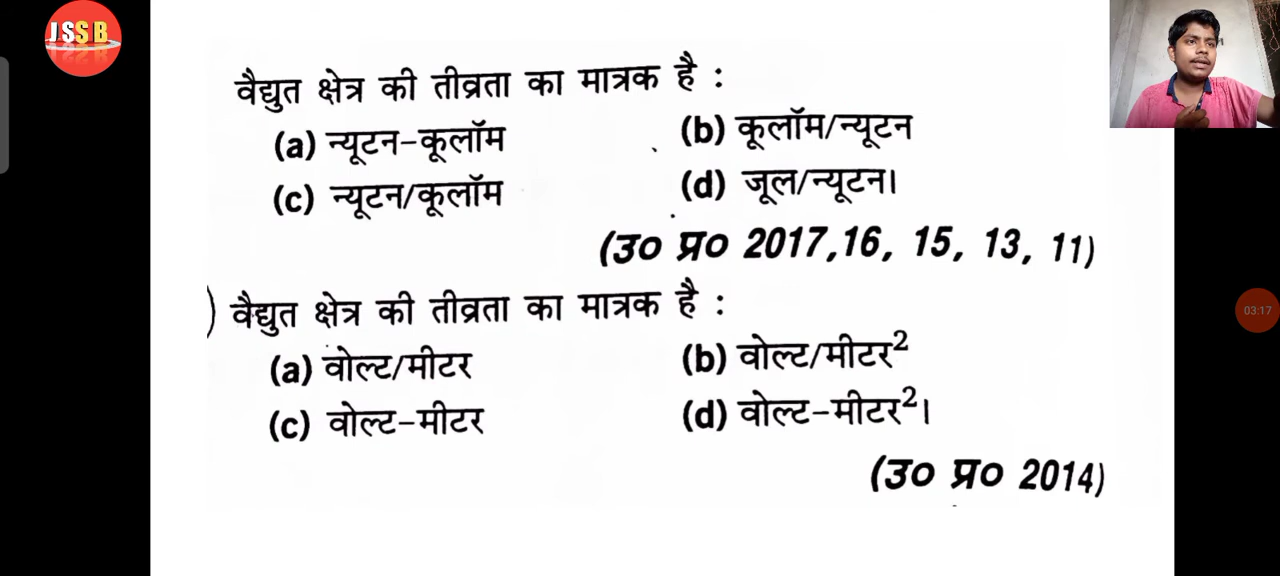 JSSB
वैद्युत क्षेत्र की तीव्रता का मात्रक है :
(a) न्यूटन-कूलॉम (b) कूलॉम/न्यूटन
(c) न्यूटन/कूलॉम (d) जूल/न्यूटन।
(उ० प्र० 2017,16, 15, 13, 11)
) वैद्युत क्षेत्र की तीव्रता का मात्रक है :
(a) वोल्ट/मीटर (b) वोल्ट/मीटर²
(c) वोल्ट-मीटर (d) वोल्ट-मीटर²।
(उ० प्र० 2014)
03:17